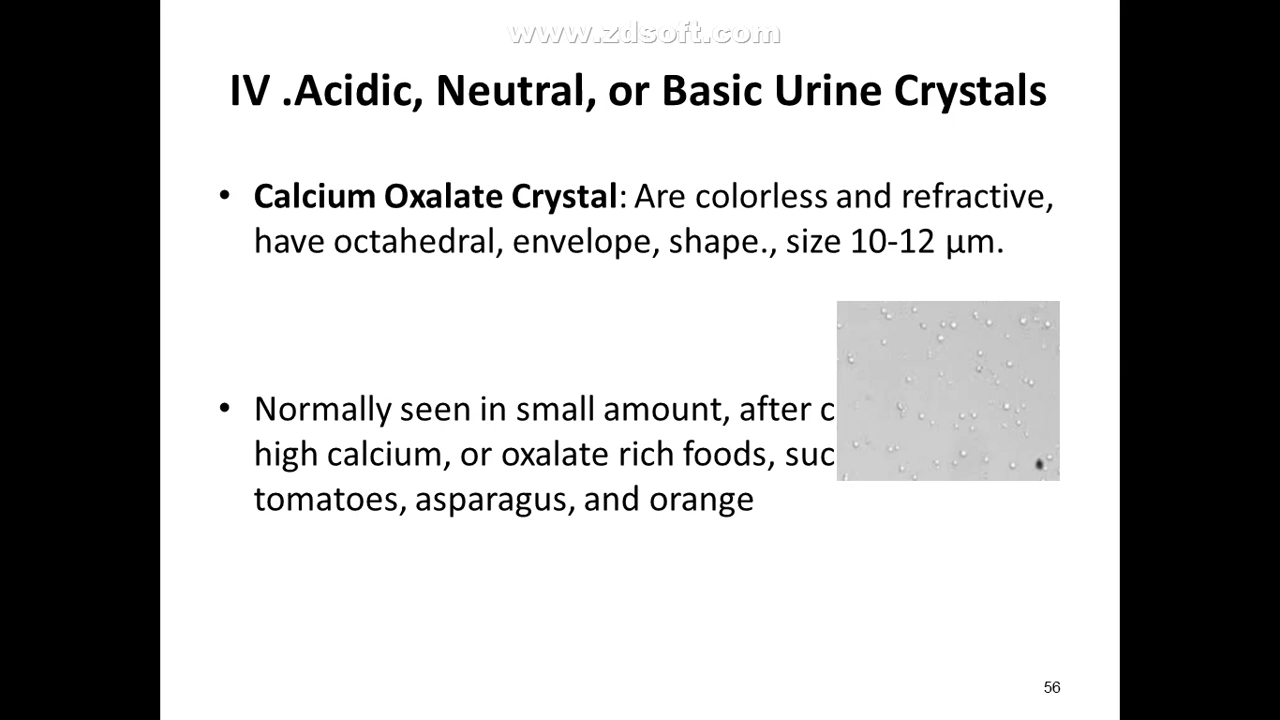 www.zdsoft.com
IV .Acidic, Neutral, or Basic Urine Crystals
• Calcium Oxalate Crystal: Are colorless and refractive,
have octahedral, envelope, shape., size 10-12 μm.
• Normally seen in small amount, after
high calcium, or oxalate rich foods,
tomatoes, asparagus, and orange
56